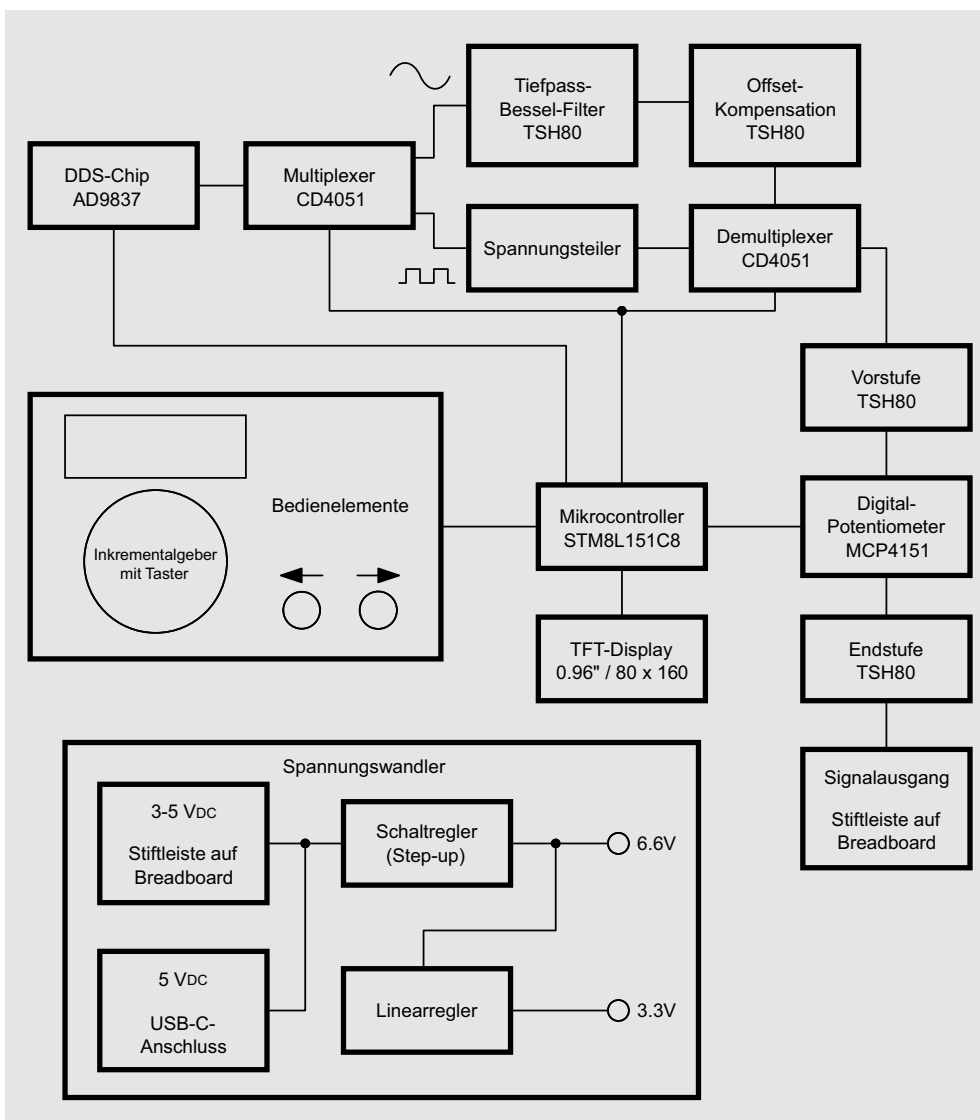 Tiefpass-
Bessel-Filter
TSH80
Offset-
Kompensation
TSH80
DDS-Chip
AD9837
Multiplexer
CD4051
Spannungsteiler
Demultiplexer
CD4051
Vorstufe
TSH80
Bedienelemente
Inkrementalgeber
mit Taster
Mikrocontroller
STM8L151C8
Digital-
Potentiometer
MCP4151
TFT-Display
0.96" / 80 x 160
Endstufe
TSH80
Signalausgang
Stiftleiste auf
Breadboard
Spannungswandler
3-5 VDC
Stiftleiste auf
Breadboard
Schaltregler
(Step-up)
6.6V
5 VDC
USB-C-
Anschluss
Linearregler
3.3V